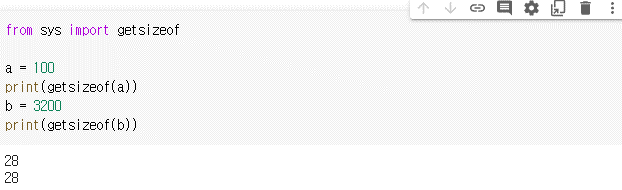 from sys import getsizeof
a = 100
print(getsizeof(a))
b = 3200
print(getsizeof(b))
28
28